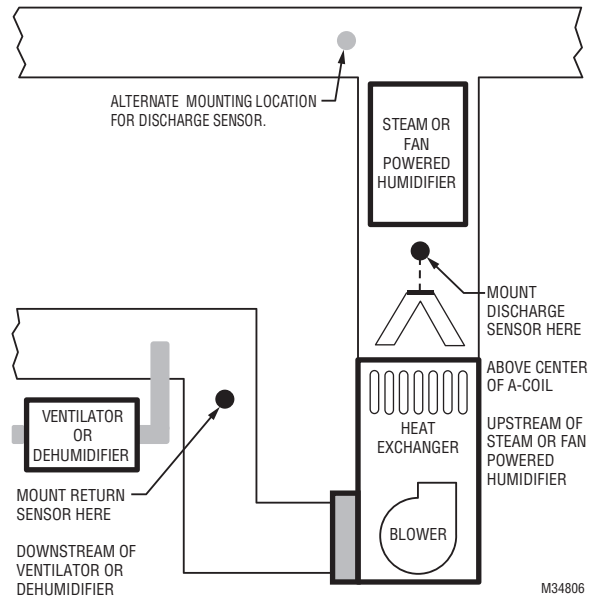 ALTERNATE MOUNTING LOCATION
FOR DISCHARGE SENSOR.
STEAM OR
FAN
POWERED
HUMIDIFIER
MOUNT
DISCHARGE
SENSOR HERE
ABOVE CENTER
OF A-COIL
UPSTREAM OF
STEAM OR FAN
POWERED
HUMIDIFIER
HEAT
EXCHANGER
BLOWER
VENTILATOR
OR
DEHUMIDIFIER
MOUNT RETURN
SENSOR HERE
DOWNSTREAM OF
VENTILATOR OR
DEHUMIDIFIER
M34806